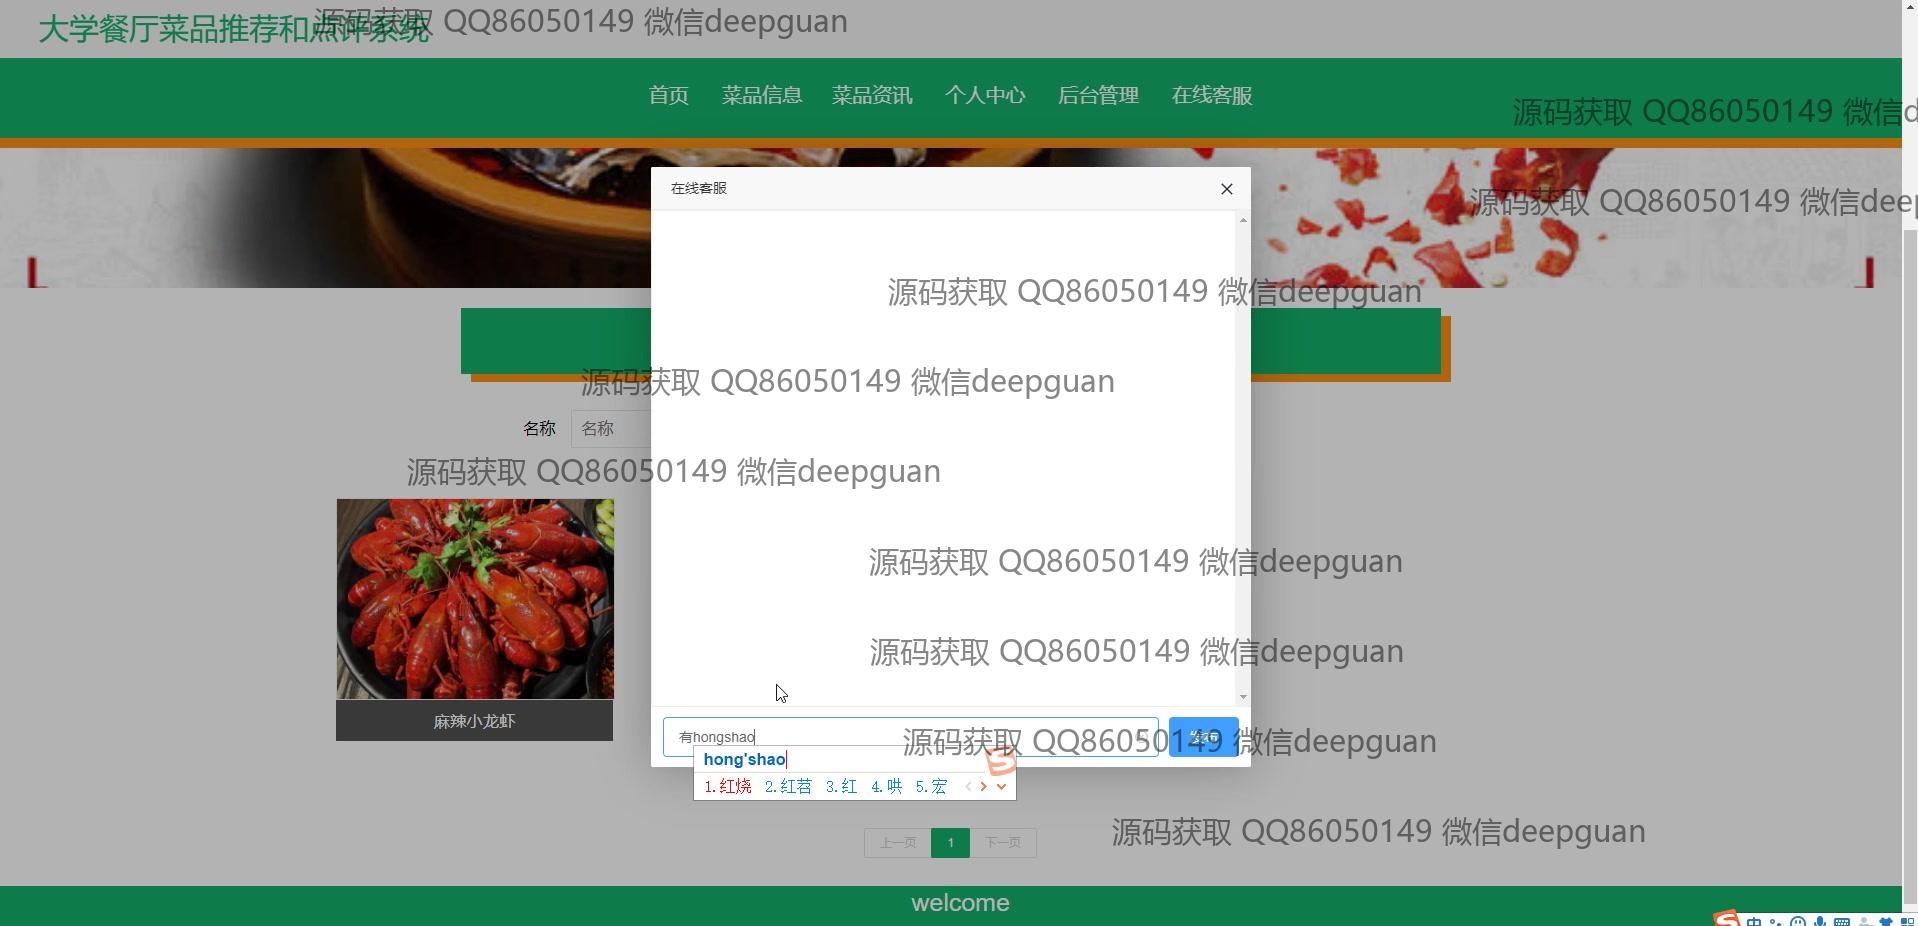 大学餐厅菜品推荐和点评系统
源码获取 QQ86050149 微信deepguan
首页 菜品信息 菜品资讯 个人中心 后台管理 在线客服
源码获取 QQ86050149 微信d
在线客服
源码获取 QQ86050149 微信deep
源码获取 QQ86050149 微信deepguan
源码获取 QQ86050149 微信deepguan
名称 名称
源码获取 QQ86050149 微信deepguan
源码获取 QQ86050149 微信deepguan
源码获取 QQ86050149 微信deepguan
麻辣小龙虾
有hongshao
源码获取 QQ86050149 微信deepguan
hong'shao
1.红烧 2.红苕 3.红 4.哄 5.宏
源码获取 QQ86050149 微信deepguan
上一页 1 下一页
welcome
中